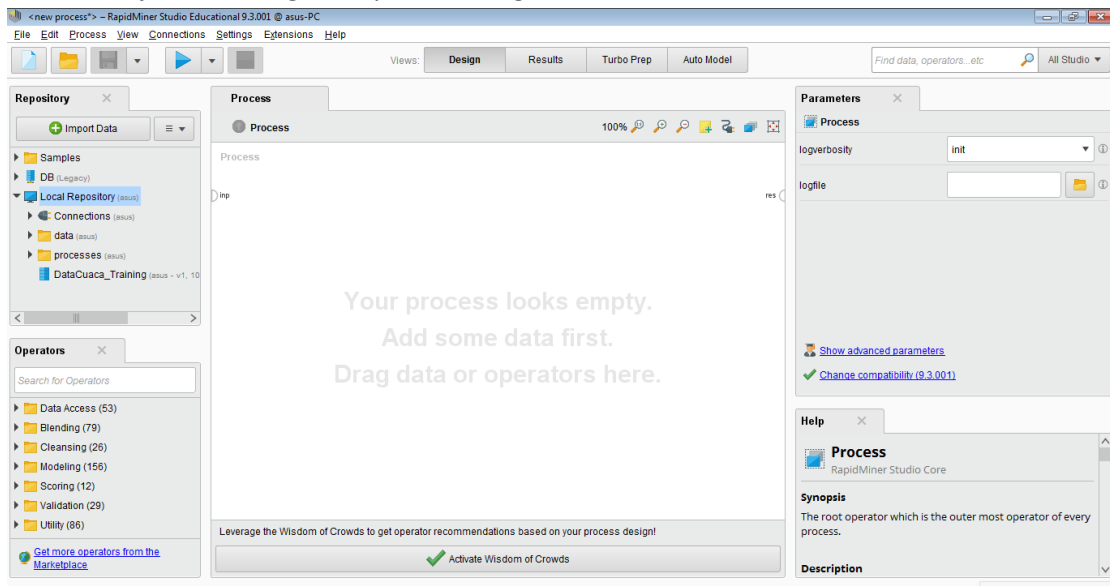 <new process*> – RapidMiner Studio Educational 9.3.001 @ asus-PC
File Edit Process View Connections Settings Extensions Help
Views: Design Results Turbo Prep Auto Model
Find data, operators...etc
All Studio
Repository
Import Data
Samples
DB (Legacy)
Local Repository (asus)
Connections (asus)
data (asus)
processes (asus)
DataCuaca_Training (asus - v1, 10
Operators
Search for Operators
Data Access (53)
Blending (79)
Cleansing (26)
Modeling (156)
Scoring (12)
Validation (29)
Utility (86)
Get more operators from the
Marketplace
Process
Process
100%
Process
inp
res
Your process looks empty.
Add some data first.
Drag data or operators here.
Leverage the Wisdom of Crowds to get operator recommendations based on your process design!
Activate Wisdom of Crowds
Parameters
Process
logverbosity
init
logfile
Show advanced parameters
Change compatibility (9.3.001)
Help
Process
RapidMiner Studio Core
Synopsis
The root operator which is the outer most operator of every
process.
Description